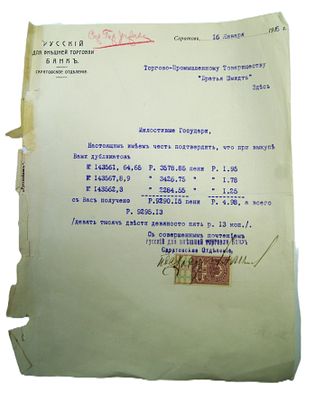 РУССКІЙ
ДЛЯ ВНѢШНЕЙ ТОРГОВЛИ
БАНКЪ.
САРАТОВСКОЕ ОТДѢЛЕНІЕ.
Саратовъ, 16 Января 1915 г.
Торгово-Промышленному Товариществу
"Братья Шмидтъ"
Здѣсь
Милостивые Государи,
Настоящимъ имѣемъ честь подтвердить, что при выкупѣ
Вами дубликатовъ
№ 143561, 64,65 Р. 3578.85 пени Р. 1.95
№ 143567,8,9 " 3426.75 " " 1.78
№ 143562,3 " 2284.55 " " 1.25
съ Васъ получено Р.9290.15 пени Р. 4.98, а всего
Р. 9295.13
/девять тысячъ двѣсти девяносто пять р. 13 коп./.
Съ совершеннымъ почтеніемъ
РУССКІЙ ДЛЯ ВНѢШНЕЙ ТОРГОВЛИ БАНКЪ
Саратовское Отдѣленіе.